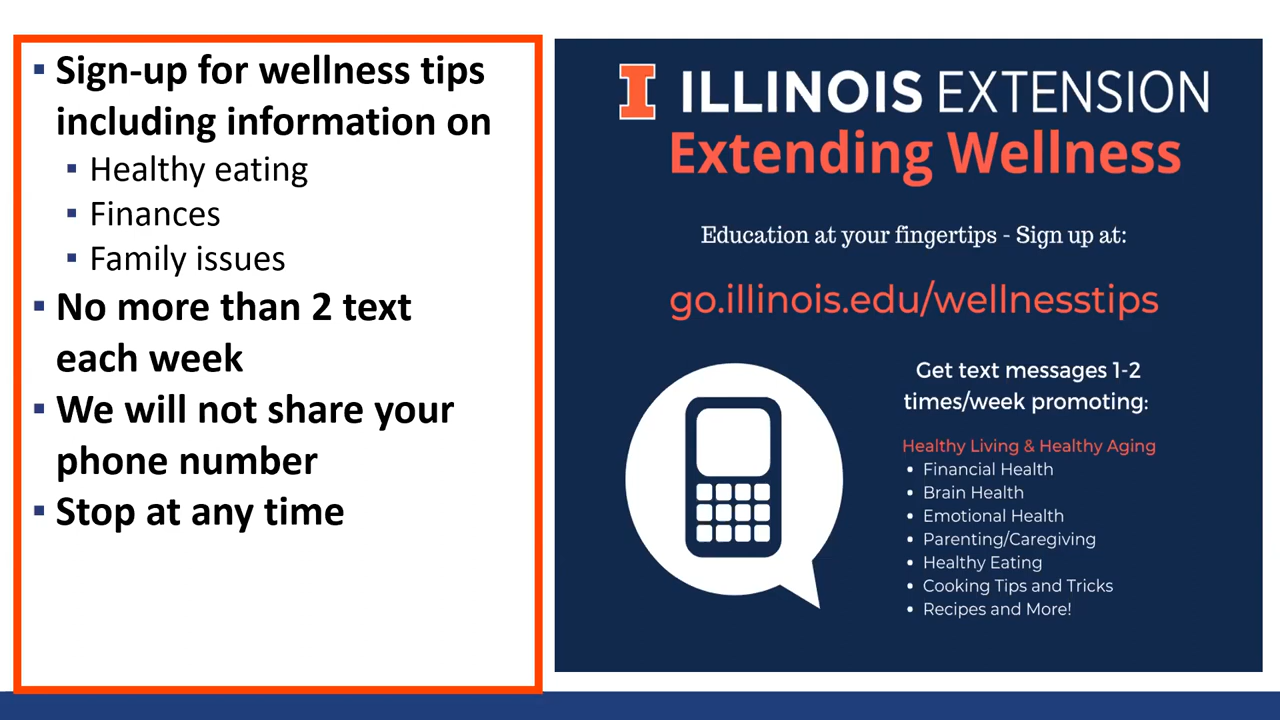 ▪ Sign-up for wellness tips
including information on
▪ Healthy eating
▪ Finances
▪ Family issues
▪ No more than 2 text
each week
▪ We will not share your
phone number
▪ Stop at any time
I ILLINOIS EXTENSION
Extending Wellness
Education at your fingertips - Sign up at:
go.illinois.edu/wellnesstips
Get text messages 1-2
times/week promoting:
Healthy Living & Healthy Aging
• Financial Health
• Brain Health
• Emotional Health
• Parenting/Caregiving
• Healthy Eating
• Cooking Tips and Tricks
• Recipes and More!